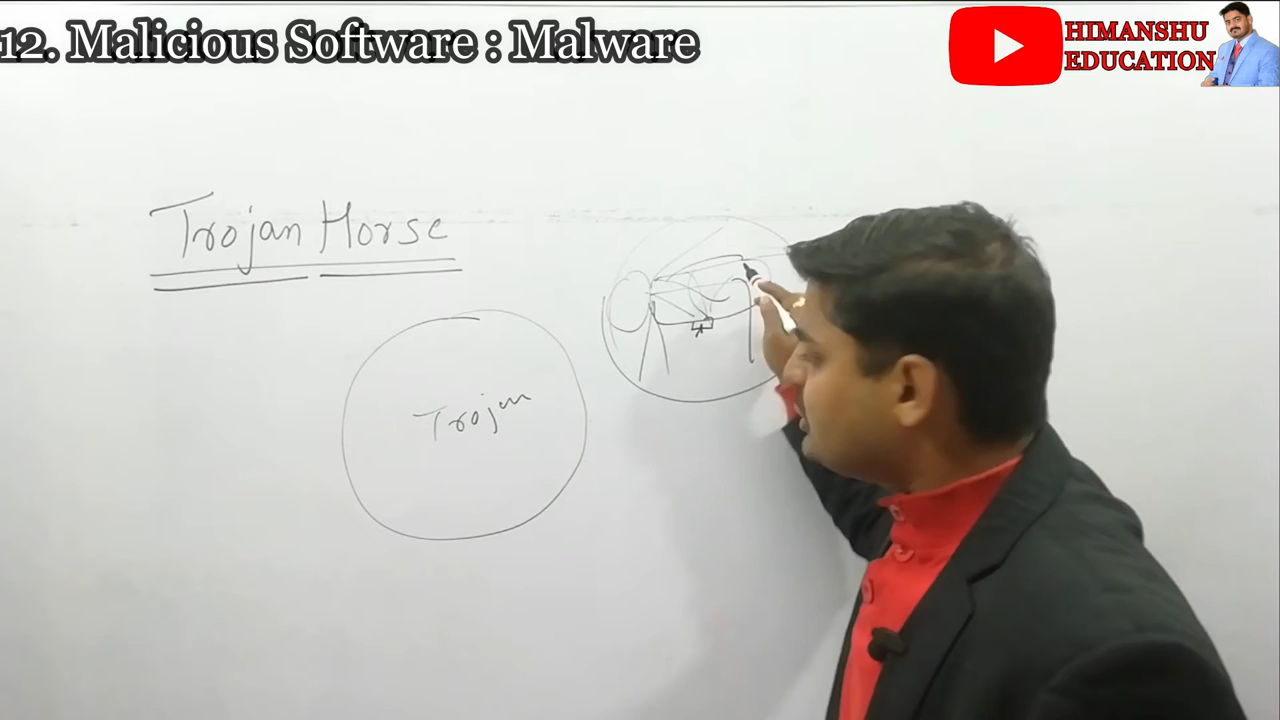 12. Malicious Software : Malware
HIMANSHU
EDUCATION
Trojan Horse
Trojan